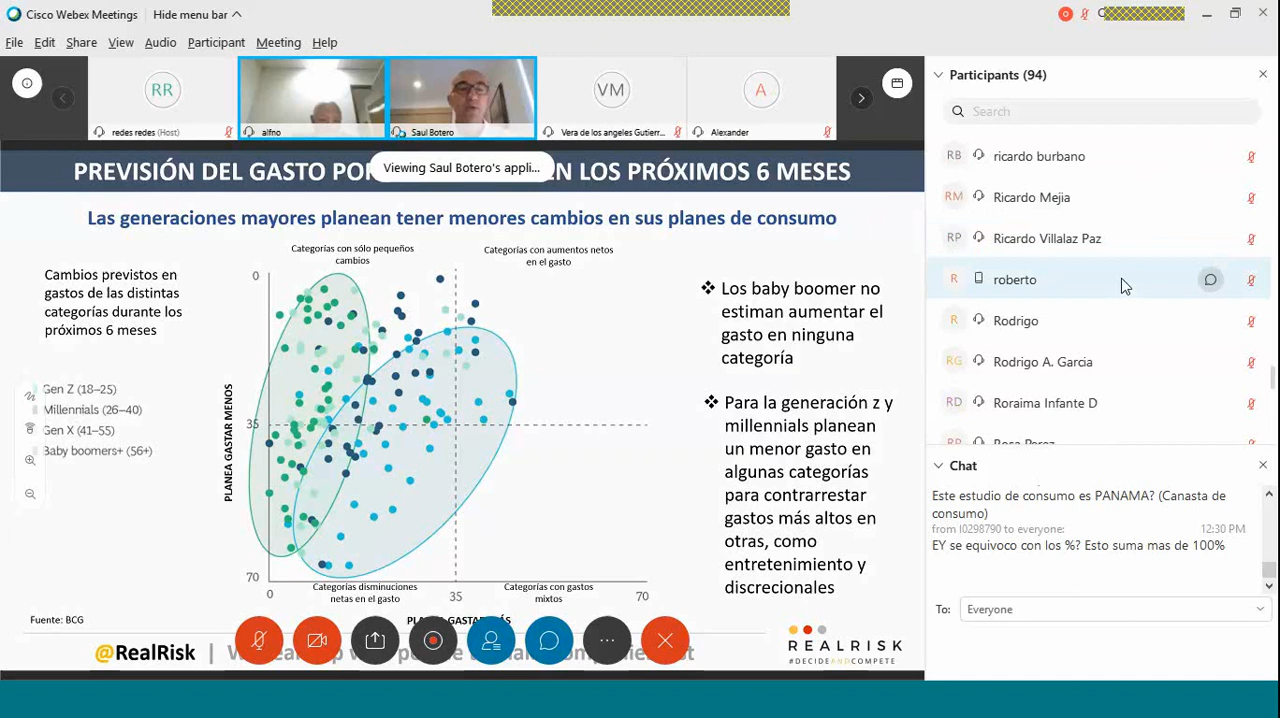 Cisco Webex Meetings
Hide menu bar
File Edit Share View Audio Participant Meeting Help
RR
redes redes (Host)
alfno
Saul Botero
VM
Vera de los angeles Gutierr...
A
Alexander
PREVISIÓN DEL GASTO POR
Viewing Saul Botero's appli...
EN LOS PRÓXIMOS 6 MESES
Las generaciones mayores planean tener menores cambios en sus planes de consumo
Cambios previstos en
gastos de las distintas
categorías durante los
próximos 6 meses
Gen Z (18–25)
Millennials (26–40)
Gen X (41–55)
Baby boomers+ (56+)
Categorías con sólo pequeños
cambios
Categorías con aumentos netos
en el gasto
PLANEA GASTAR MENOS
0
35
70
0
35
70
Categorías disminuciones
netas en el gasto
Categorías con gastos
mixtos
❖ Los baby boomer no
estiman aumentar el
gasto en ninguna
categoría
❖ Para la generación z y
millennials planean
un menor gasto en
algunas categorías
para contrarrestar
gastos más altos en
otras, como
entretenimiento y
discrecionales
Fuente: BCG
@RealRisk |
REALRISK
#DECIDEANDCOMPETE
Participants (94)
Search
RB ricardo burbano
RM Ricardo Mejia
RP Ricardo Villalaz Paz
R roberto
R Rodrigo
RG Rodrigo A. Garcia
RD Roraima Infante D
Rosa Perez
Chat
Este estudio de consumo es PANAMA? (Canasta de
consumo)
from I0298790 to everyone: 12:30 PM
EY se equivoco con los %? Esto suma mas de 100%
To: Everyone